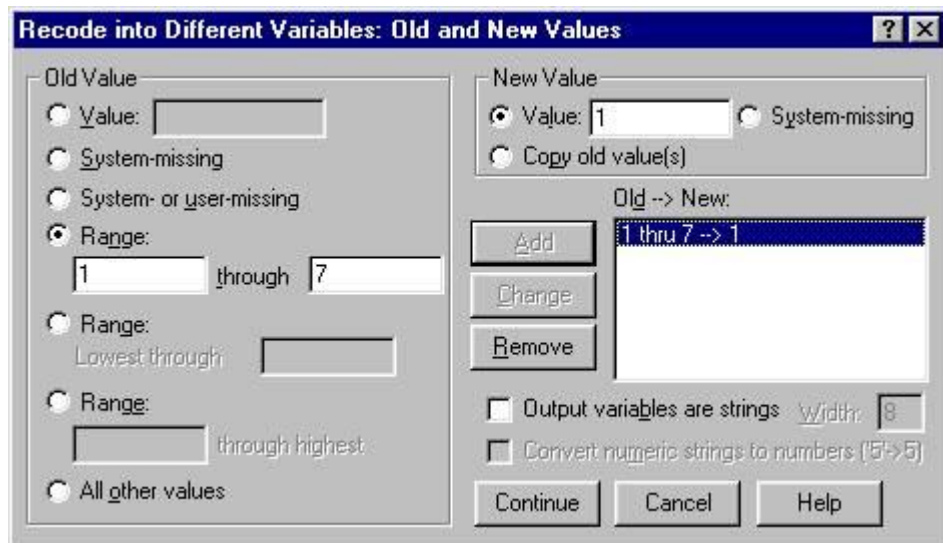 Recode into Different Variables: Old and New Values
Old Value
Value:
System-missing
System- or user-missing
Range:
1 through 7
Range:
Lowest through
Range:
through highest
All other values
New Value
Value: 1 System-missing
Copy old value(s)
Old --> New:
Add
1 thru 7 --> 1
Change
Remove
Output variables are strings Width: 8
Convert numeric strings to numbers ('5'->5)
Continue Cancel Help